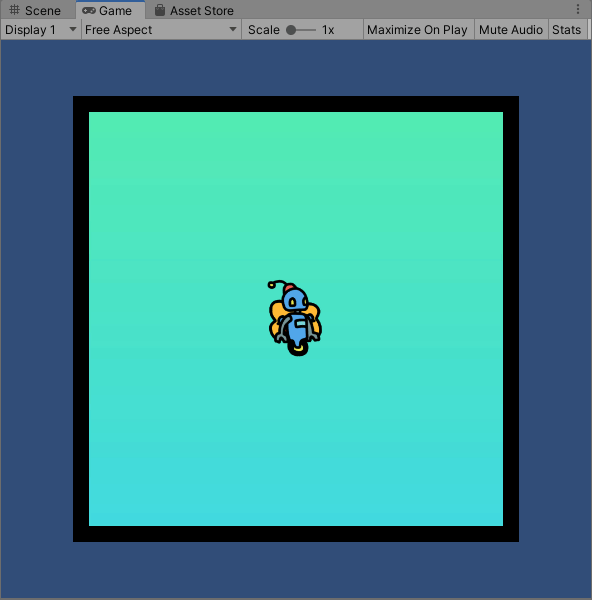 Scene Game Asset Store
Display 1 Free Aspect Scale 1x Maximize On Play Mute Audio Stats